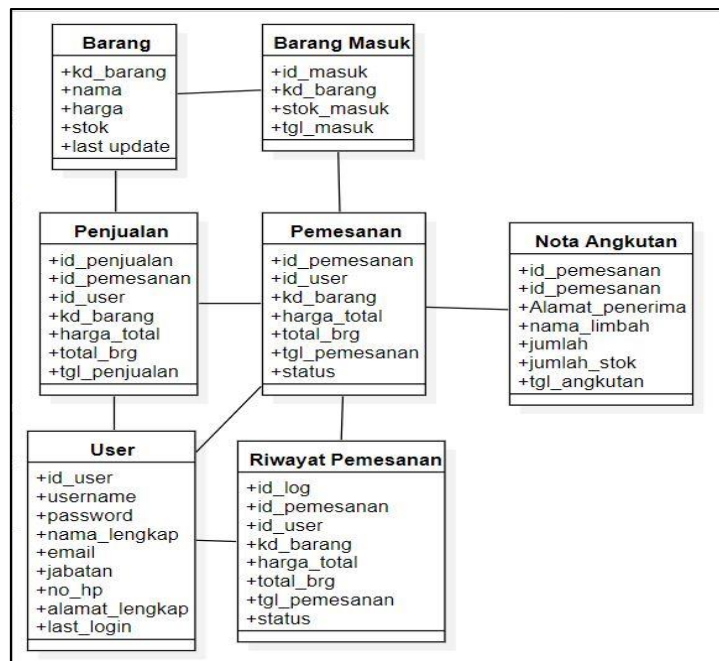 Barang
+kd_barang
+nama
+harga
+stok
+last update
Barang Masuk
+id_masuk
+kd_barang
+stok_masuk
+tgl_masuk
Penjualan
+id_penjualan
+id_pemesanan
+id_user
+kd_barang
+harga_total
+total_brg
+tgl_penjualan
Pemesanan
+id_pemesanan
+id_user
+kd_barang
+harga_total
+total_brg
+tgl_pemesanan
+status
Nota Angkutan
+id_pemesanan
+id_pemesanan
+Alamat_penerima
+nama_limbah
+jumlah
+jumlah_stok
+tgl_angkutan
User
+id_user
+username
+password
+nama_lengkap
+email
+jabatan
+no_hp
+alamat_lengkap
+last_login
Riwayat Pemesanan
+id_log
+id_pemesanan
+id_user
+kd_barang
+harga_total
+total_brg
+tgl_pemesanan
+status